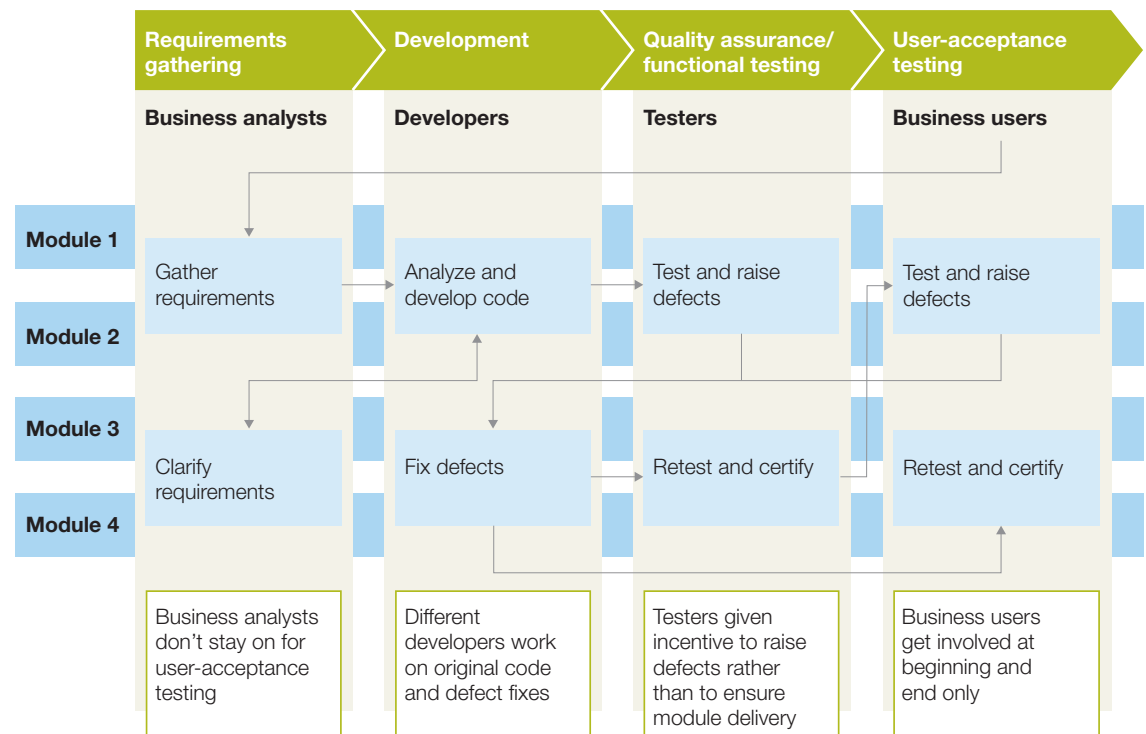 Requirements
gathering
Development
Quality assurance/
functional testing
User-acceptance
testing
Business analysts
Developers
Testers
Business users
Module 1
Gather
requirements
Analyze and
develop code
Test and raise
defects
Test and raise
defects
Module 2
Module 3
Clarify
requirements
Fix defects
Retest and certify
Retest and certify
Module 4
Business analysts
don’t stay on for
user-acceptance
testing
Different
developers work
on original code
and defect fixes
Testers given
incentive to raise
defects rather
than to ensure
module delivery
Business users
get involved at
beginning and
end only